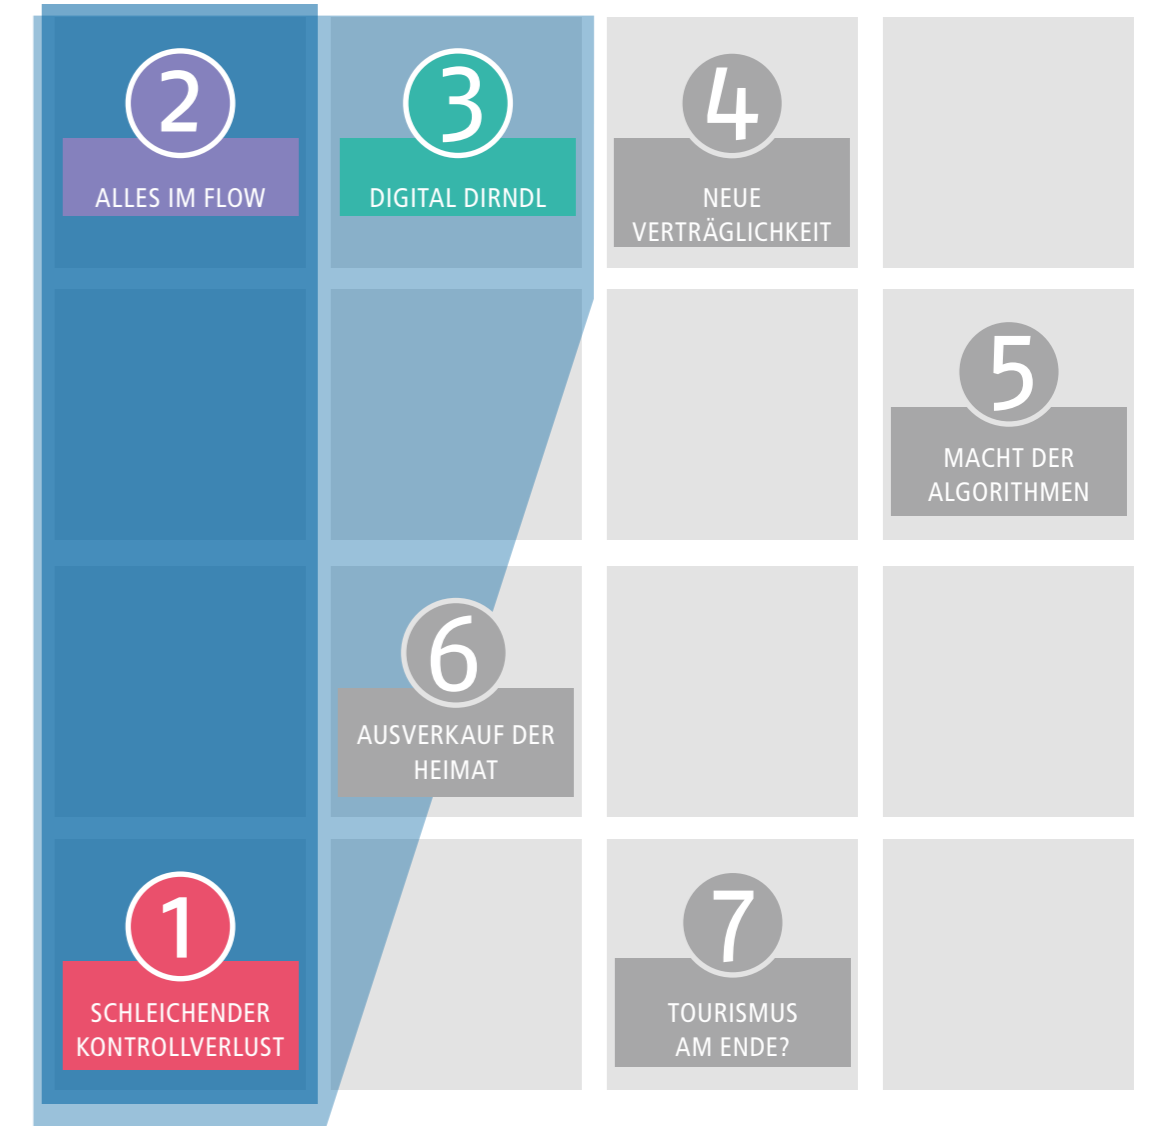 2
ALLES IM FLOW
3
DIGITAL DIRNDL
4
NEUE
VERTRÄGLICHKEIT
5
MACHT DER
ALGORITHMEN
6
AUSVERKAUF DER
HEIMAT
1
SCHLEICHENDER
KONTROLLVERLUST
7
TOURISMUS
AM ENDE?